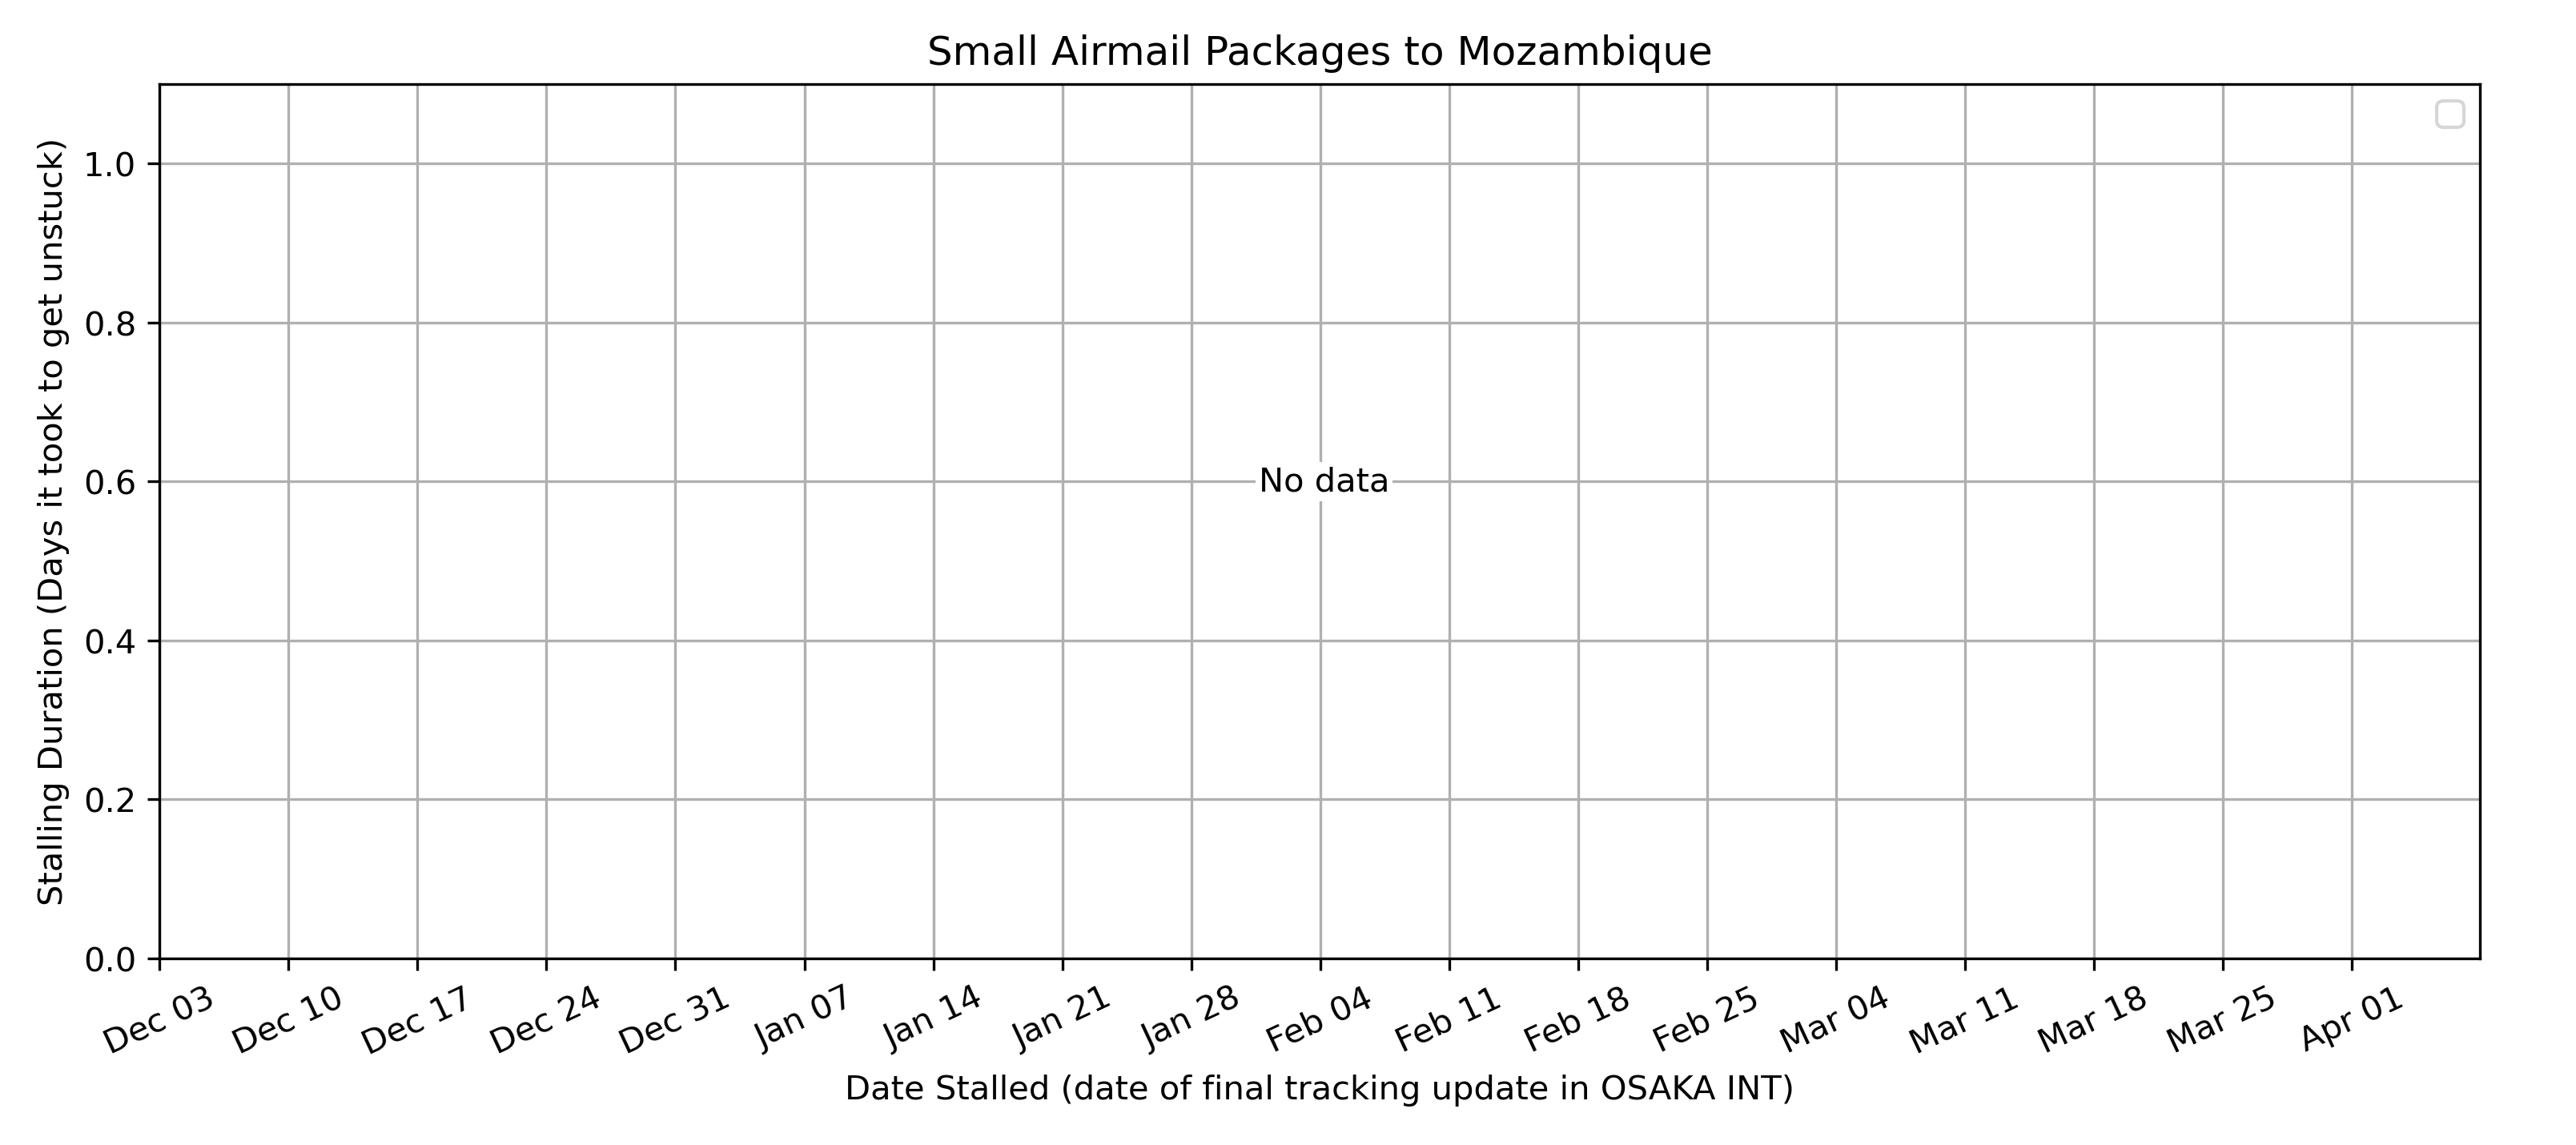 Small Airmail Packages to Mozambique
Stalling Duration (Days it took to get unstuck)
1.0
0.8
0.6
0.4
0.2
0.0
No data
Dec 03 Dec 10 Dec 17 Dec 24 Dec 31 Jan 07 Jan 14 Jan 21 Jan 28 Feb 04 Feb 11 Feb 18 Feb 25 Mar 04 Mar 11 Mar 18 Mar 25 Apr 01
Date Stalled (date of final tracking update in OSAKA INT)